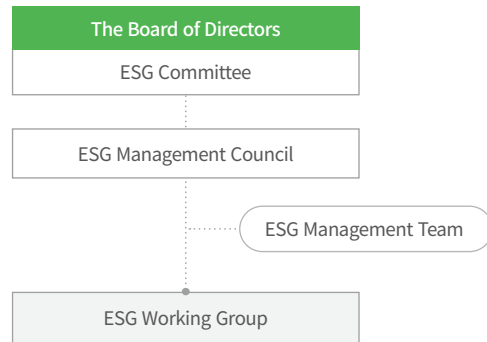 The Board of Directors
ESG Committee
ESG Management Council
ESG Management Team
ESG Working Group